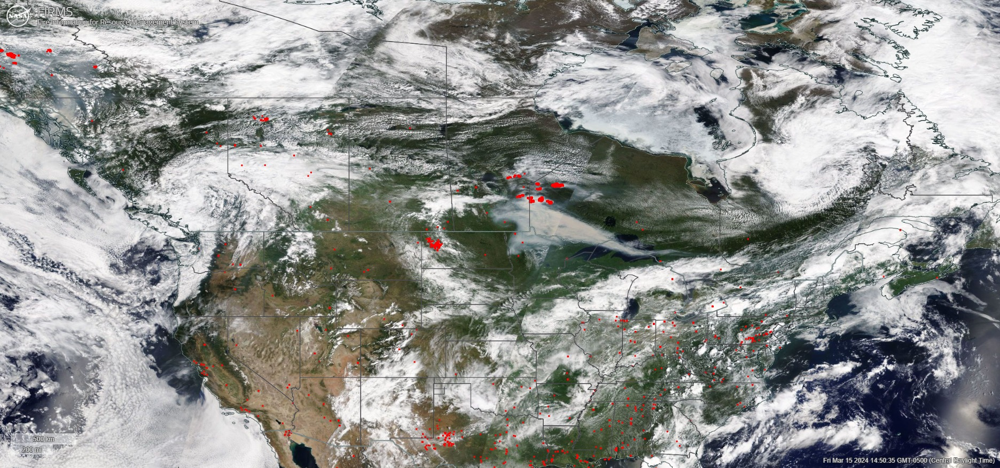 NASA
FIRMS
Fire Information for Resource Management System
500 km
200 mi
Fri Mar 15 2024 14:50:35 GMT-0500 (Central Daylight Time)